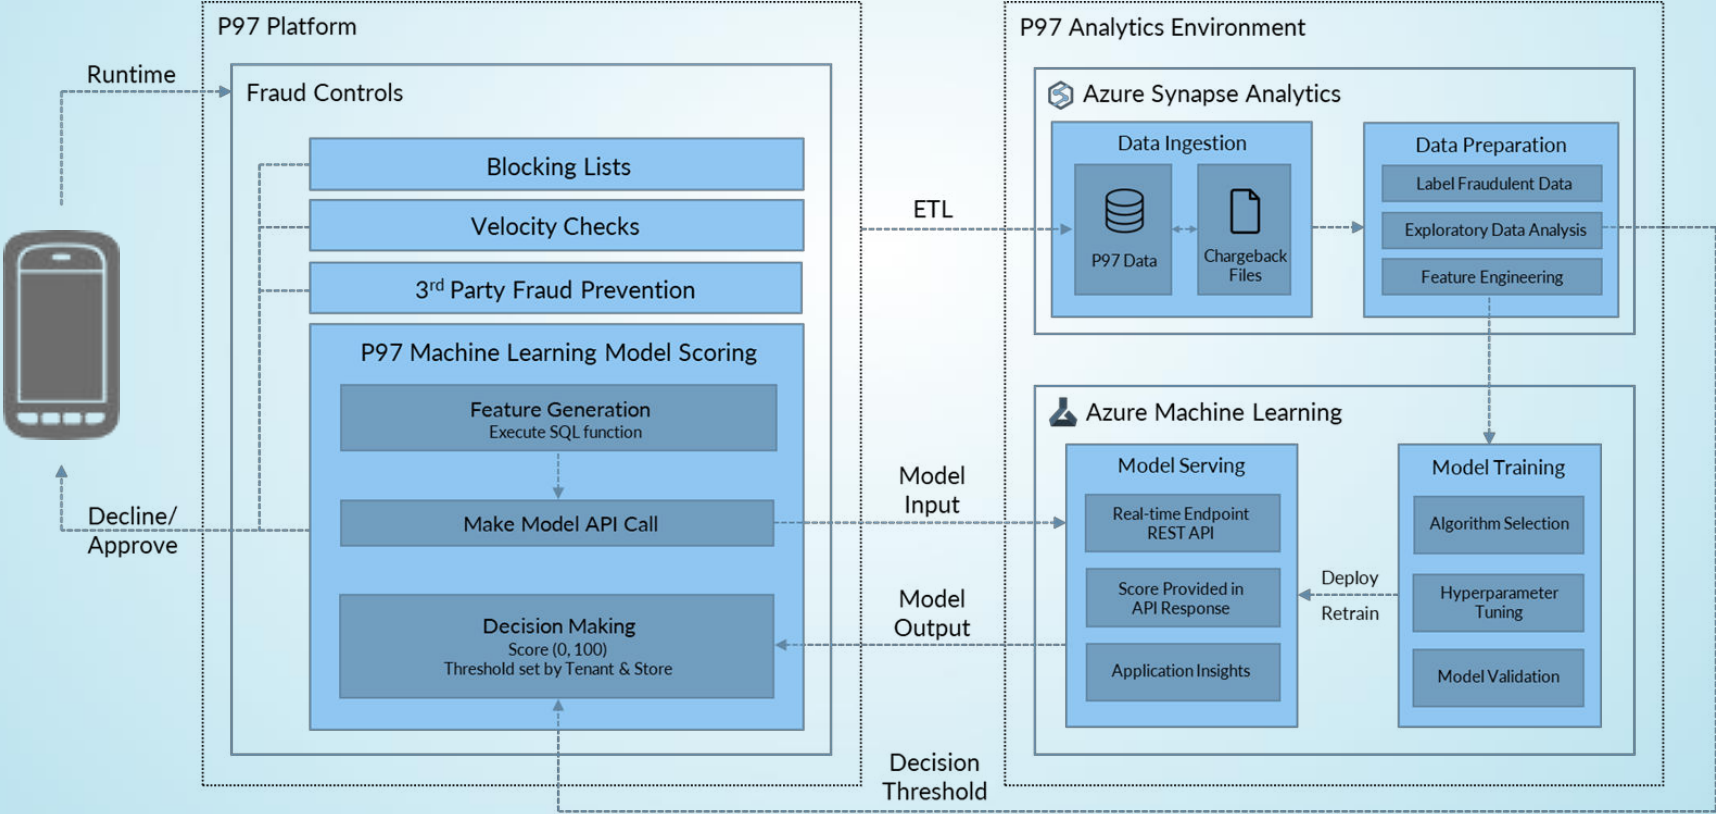 P97 Platform
Runtime
Fraud Controls
Blocking Lists
Velocity Checks
3rd Party Fraud Prevention
P97 Machine Learning Model Scoring
Feature Generation
Execute SQL function
Make Model API Call
Decision Making
Score (0, 100)
Threshold set by Tenant & Store
Decline/
Approve
ETL
Model
Input
Model
Output
Decision
Threshold
P97 Analytics Environment
Azure Synapse Analytics
Data Ingestion
P97 Data
Chargeback
Files
Data Preparation
Label Fraudulent Data
Exploratory Data Analysis
Feature Engineering
Azure Machine Learning
Model Serving
Real-time Endpoint
REST API
Score Provided in
API Response
Application Insights
Deploy
Retrain
Model Training
Algorithm Selection
Hyperparameter
Tuning
Model Validation